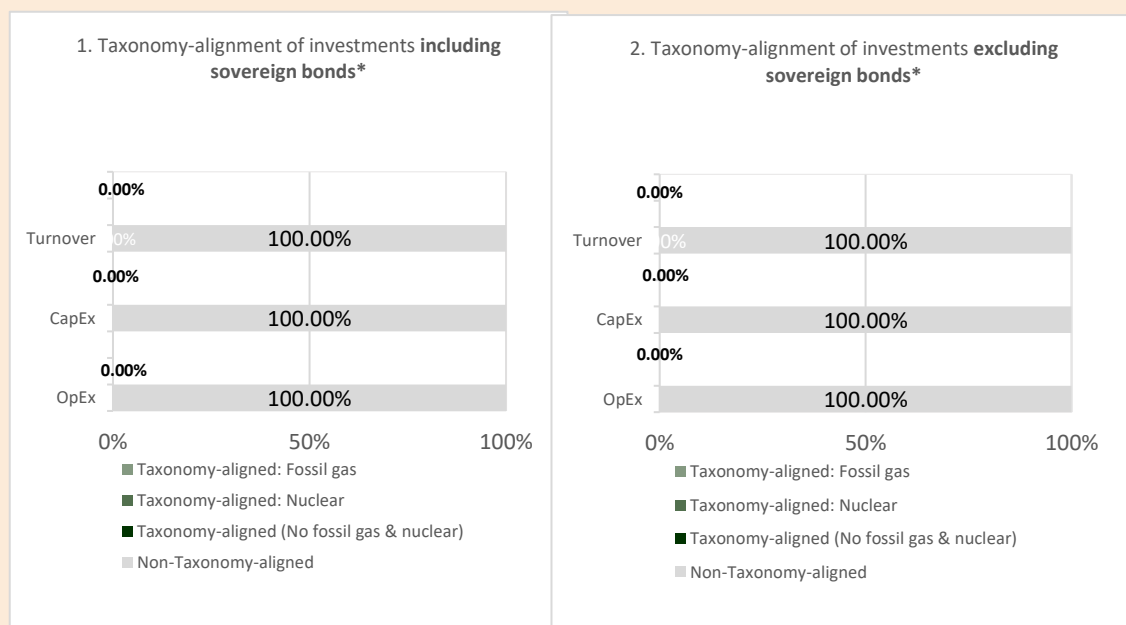 1. Taxonomy-alignment of investments including
sovereign bonds*
0.00%
Turnover 100.00%
0.00%
CapEx 100.00%
0.00%
OpEx 100.00%
0% 50% 100%
Taxonomy-aligned: Fossil gas
Taxonomy-aligned: Nuclear
Taxonomy-aligned (No fossil gas & nuclear)
Non-Taxonomy-aligned
2. Taxonomy-alignment of investments excluding
sovereign bonds*
0.00%
Turnover 100.00%
0.00%
CapEx 100.00%
0.00%
OpEx 100.00%
0% 50% 100%
Taxonomy-aligned: Fossil gas
Taxonomy-aligned: Nuclear
Taxonomy-aligned (No fossil gas & nuclear)
Non-Taxonomy-aligned